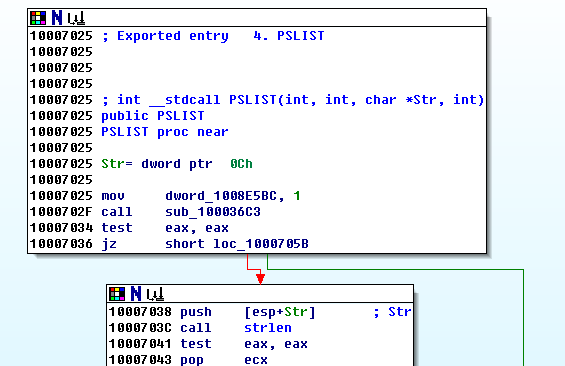 10007025 ; Exported entry   4. PSLIST
10007025
10007025
10007025
10007025 ; int __stdcall PSLIST(int, int, char *Str, int)
10007025 public PSLIST
10007025 PSLIST proc near
10007025
10007025 Str= dword ptr  0Ch
10007025
10007025 mov     dword_1008E5BC, 1
1000702F call    sub_100036C3
10007034 test    eax, eax
10007036 jz      short loc_1000705B
10007038 push    [esp+Str]       ; Str
1000703C call    strlen
10007041 test    eax, eax
10007043 pop     ecx